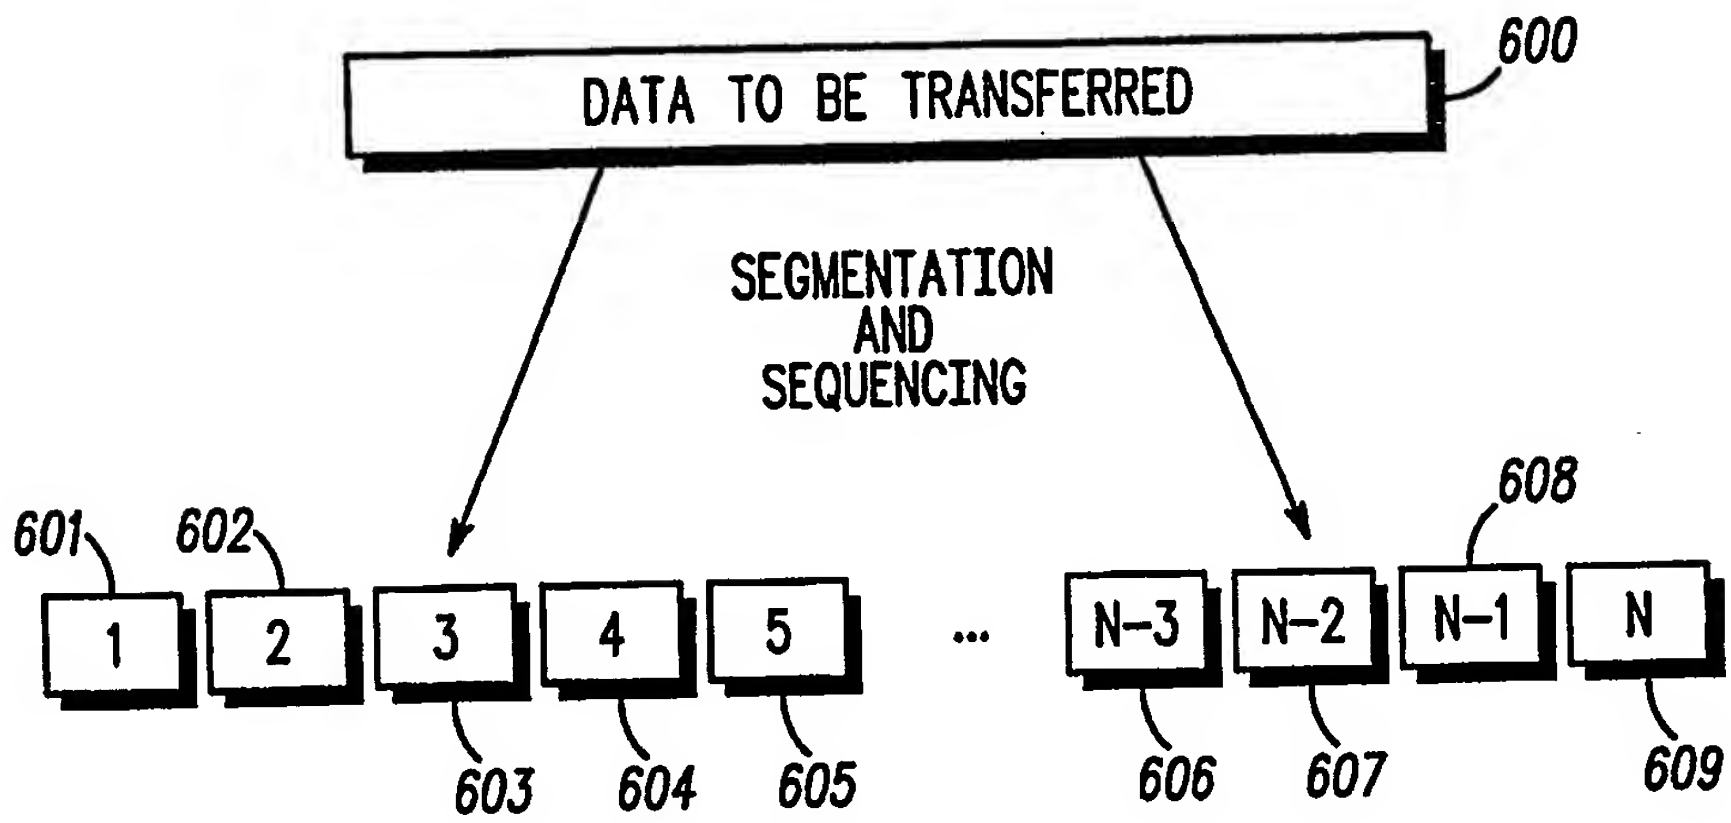 600
DATA TO BE TRANSFERRED
SEGMENTATION
AND
SEQUENCING
608
601 602
1 2 3 4 5 ... N-3 N-2 N-1 N
603 604 605 606 607 609